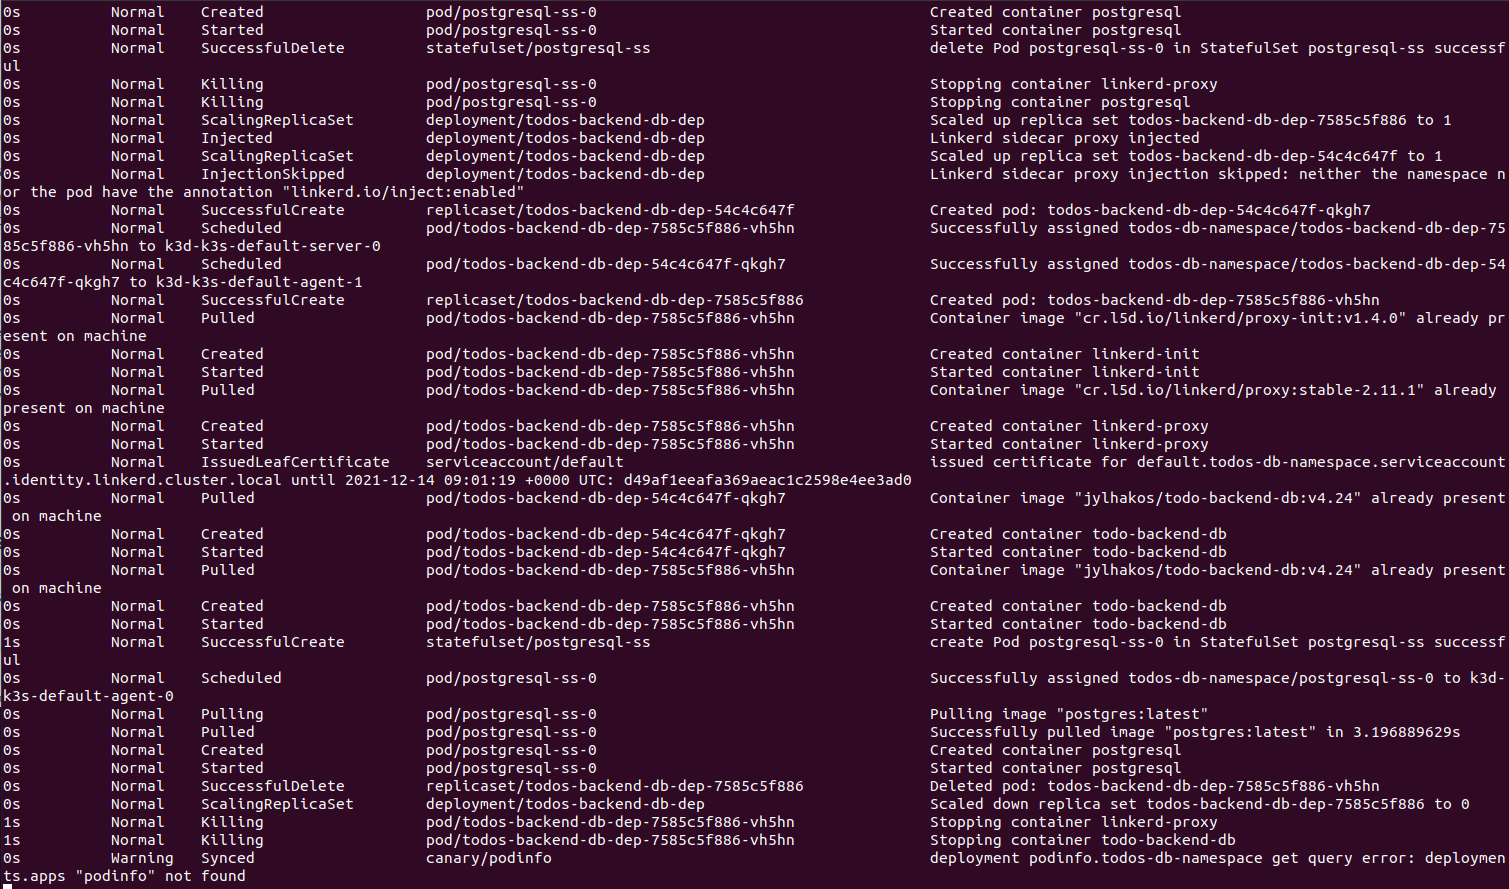 0s          Normal    Created              pod/postgresql-ss-0                                     Created container postgresql
0s          Normal    Started              pod/postgresql-ss-0                                     Started container postgresql
0s          Normal    SuccessfulDelete     statefulset/postgresql-ss                               delete Pod postgresql-ss-0 in StatefulSet postgresql-ss successf
ul
0s          Normal    Killing              pod/postgresql-ss-0                                     Stopping container linkerd-proxy
0s          Normal    Killing              pod/postgresql-ss-0                                     Stopping container postgresql
0s          Normal    ScalingReplicaSet    deployment/todos-backend-db-dep                         Scaled up replica set todos-backend-db-dep-7585c5f886 to 1
0s          Normal    Injected             deployment/todos-backend-db-dep                         Linkerd sidecar proxy injected
0s          Normal    ScalingReplicaSet    deployment/todos-backend-db-dep                         Scaled up replica set todos-backend-db-dep-54c4c647f to 1
0s          Normal    InjectionSkipped     deployment/todos-backend-db-dep                         Linkerd sidecar proxy injection skipped: neither the namespace n
or the pod have the annotation "linkerd.io/inject:enabled"
0s          Normal    SuccessfulCreate     replicaset/todos-backend-db-dep-54c4c647f               Created pod: todos-backend-db-dep-54c4c647f-qkgh7
0s          Normal    Scheduled            pod/todos-backend-db-dep-7585c5f886-vh5hn               Successfully assigned todos-db-namespace/todos-backend-db-dep-75
85c5f886-vh5hn to k3d-k3s-default-server-0
0s          Normal    Scheduled            pod/todos-backend-db-dep-54c4c647f-qkgh7                Successfully assigned todos-db-namespace/todos-backend-db-dep-54
c4c647f-qkgh7 to k3d-k3s-default-agent-1
0s          Normal    SuccessfulCreate     replicaset/todos-backend-db-dep-7585c5f886              Created pod: todos-backend-db-dep-7585c5f886-vh5hn
0s          Normal    Pulled               pod/todos-backend-db-dep-7585c5f886-vh5hn               Container image "cr.l5d.io/linkerd/proxy-init:v1.4.0" already pr
esent on machine
0s          Normal    Created              pod/todos-backend-db-dep-7585c5f886-vh5hn               Created container linkerd-init
0s          Normal    Started              pod/todos-backend-db-dep-7585c5f886-vh5hn               Started container linkerd-init
0s          Normal    Pulled               pod/todos-backend-db-dep-7585c5f886-vh5hn               Container image "cr.l5d.io/linkerd/proxy:stable-2.11.1" already
present on machine
0s          Normal    Created              pod/todos-backend-db-dep-7585c5f886-vh5hn               Created container linkerd-proxy
0s          Normal    Started              pod/todos-backend-db-dep-7585c5f886-vh5hn               Started container linkerd-proxy
0s          Normal    IssuedLeafCertificate   serviceaccount/default                               issued certificate for default.todos-db-namespace.serviceaccount
.identity.linkerd.cluster.local until 2021-12-14 09:01:19 +0000 UTC: d49af1eeafa369aeac1c2598e4ee3ad0
0s          Normal    Pulled               pod/todos-backend-db-dep-54c4c647f-qkgh7                Container image "jylhakos/todo-backend-db:v4.24" already present
 on machine
0s          Normal    Created              pod/todos-backend-db-dep-54c4c647f-qkgh7                Created container todo-backend-db
0s          Normal    Started              pod/todos-backend-db-dep-54c4c647f-qkgh7                Started container todo-backend-db
0s          Normal    Pulled               pod/todos-backend-db-dep-7585c5f886-vh5hn               Container image "jylhakos/todo-backend-db:v4.24" already present
 on machine
0s          Normal    Created              pod/todos-backend-db-dep-7585c5f886-vh5hn               Created container todo-backend-db
0s          Normal    Started              pod/todos-backend-db-dep-7585c5f886-vh5hn               Started container todo-backend-db
1s          Normal    SuccessfulCreate     statefulset/postgresql-ss                               create Pod postgresql-ss-0 in StatefulSet postgresql-ss successf
ul
0s          Normal    Scheduled            pod/postgresql-ss-0                                     Successfully assigned todos-db-namespace/postgresql-ss-0 to k3d-
k3s-default-agent-0
0s          Normal    Pulling              pod/postgresql-ss-0                                     Pulling image "postgres:latest"
0s          Normal    Pulled               pod/postgresql-ss-0                                     Successfully pulled image "postgres:latest" in 3.196889629s
0s          Normal    Created              pod/postgresql-ss-0                                     Created container postgresql
0s          Normal    Started              pod/postgresql-ss-0                                     Started container postgresql
0s          Normal    SuccessfulDelete     replicaset/todos-backend-db-dep-7585c5f886              Deleted pod: todos-backend-db-dep-7585c5f886-vh5hn
0s          Normal    ScalingReplicaSet    deployment/todos-backend-db-dep                         Scaled down replica set todos-backend-db-dep-7585c5f886 to 0
1s          Normal    Killing              pod/todos-backend-db-dep-7585c5f886-vh5hn               Stopping container linkerd-proxy
1s          Normal    Killing              pod/todos-backend-db-dep-7585c5f886-vh5hn               Stopping container todo-backend-db
0s          Warning   Synced               canary/podinfo                                          deployment podinfo.todos-db-namespace get query error: deploymen
ts.apps "podinfo" not found